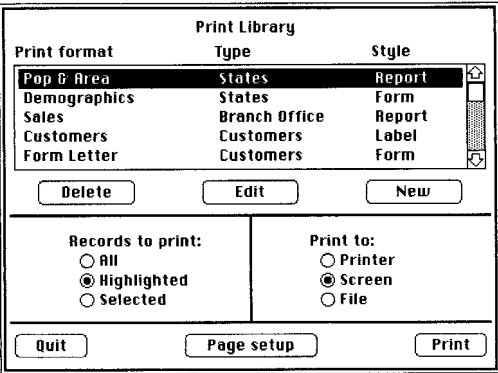 Print Library
Print format Type Style
Pop & Area States Report
Demographics States Form
Sales Branch Office Report
Customers Customers Label
Form Letter Customers Form
Delete Edit New
Records to print: Print to:
All Printer
Highlighted Screen
Selected File
Quit Page setup Print